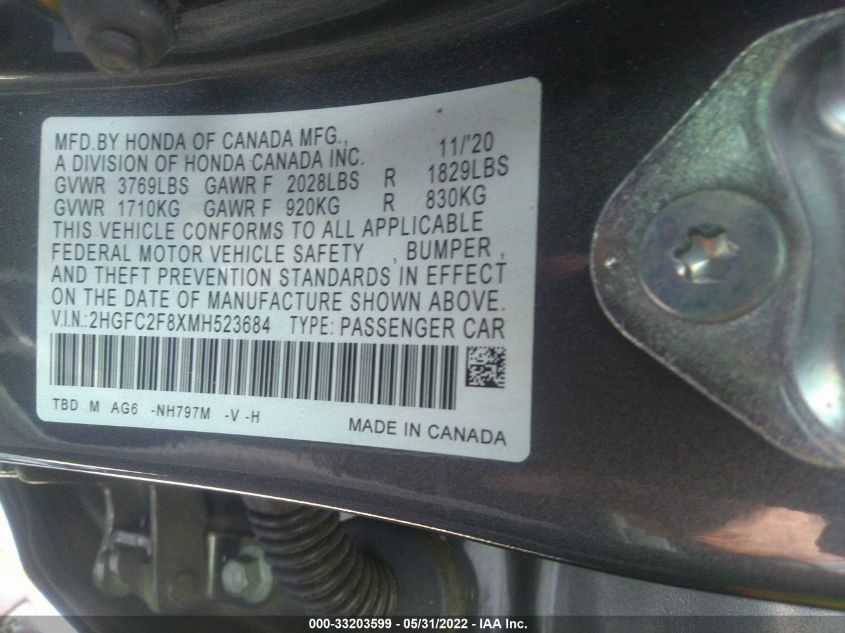 MFD.BY HONDA OF CANADA MFG., 11/'20
A DIVISION OF HONDA CANADA INC.
GVWR 3769LBS GAWR F 2028LBS R 1829LBS
GVWR 1710KG GAWR F 920KG R 830KG
THIS VEHICLE CONFORMS TO ALL APPLICABLE
FEDERAL MOTOR VEHICLE SAFETY , BUMPER ,
AND THEFT PREVENTION STANDARDS IN EFFECT
ON THE DATE OF MANUFACTURE SHOWN ABOVE.
V.I.N.:2HGFC2F8XMH523684 TYPE: PASSENGER CAR
TBD M AG6 -NH797M -V -H
MADE IN CANADA
000-33203599 - 05/31/2022 - IAA Inc.